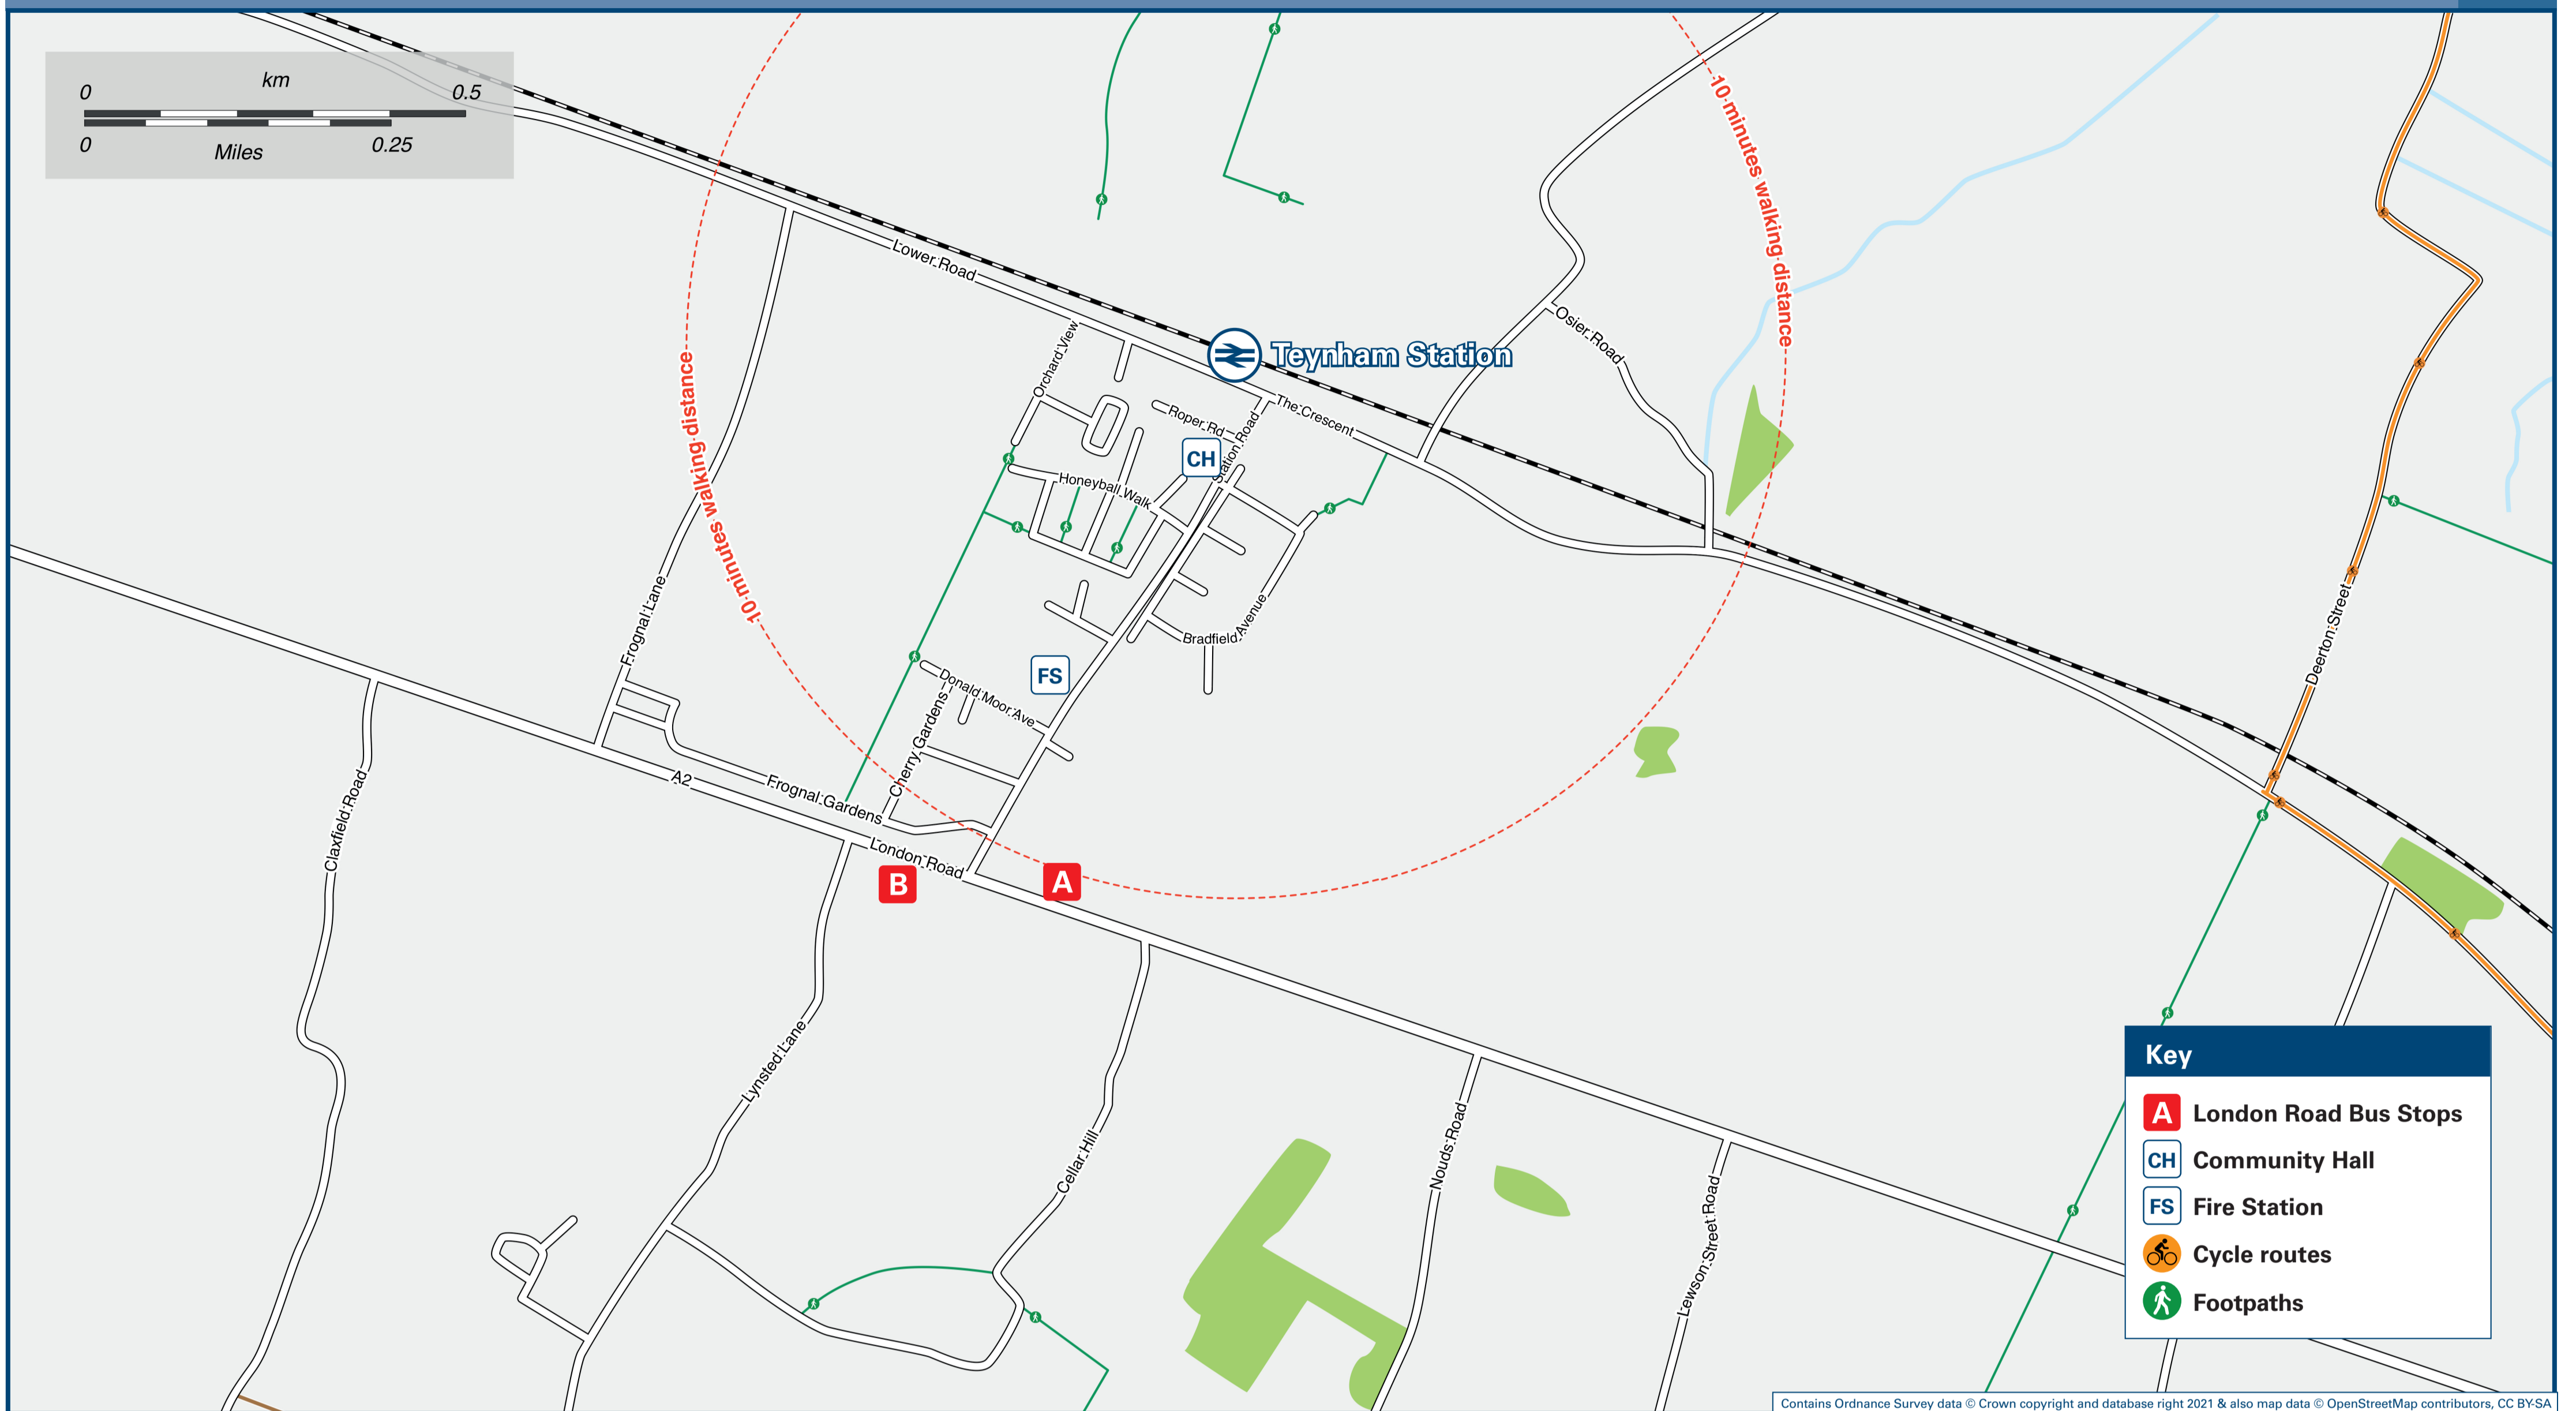 km
0
0.5
0
Miles
0.25
10 minutes walking distance
10 minutes walking distance
Lower Road
Teynham Station
Osier Road
Orchard View
The Crescent
Roper Rd
Station Road
CH
Honeyball Walk
Bradfield Avenue
Frognal Lane
FS
Donald Moor Ave
Cherry Gardens
Deerton Street
A2
Frognal Gardens
London Road
B
A
Claxfield Road
Lynsted Lane
Cellar Hill
Nouds Road
Lewson Street Road
Key
A London Road Bus Stops
CH Community Hall
FS Fire Station
Cycle routes
Footpaths
Contains Ordnance Survey data © Crown copyright and database right 2021 & also map data © OpenStreetMap contributors, CC BY-SA